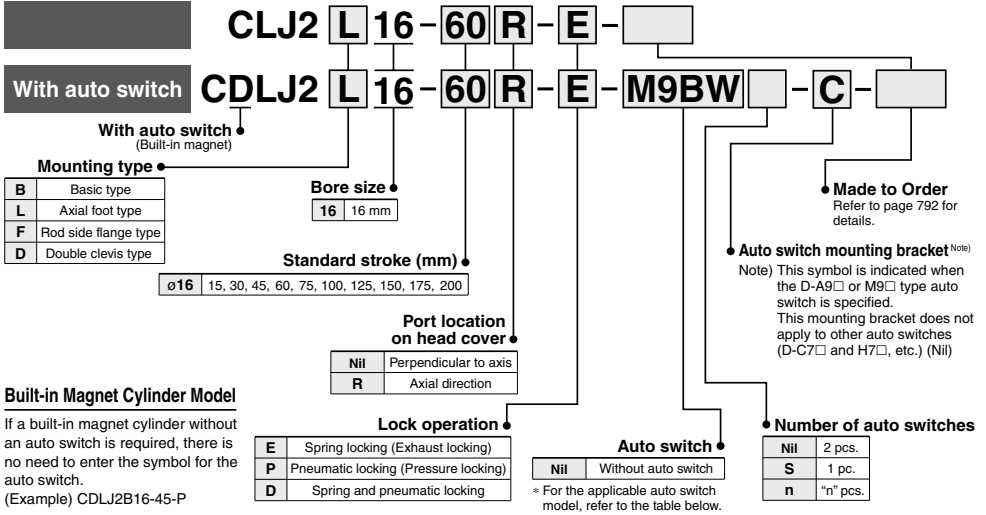 CLJ2 L 16 - 60 R - E -
With auto switch CDLJ2 L 16 - 60 R - E - M9BW - C -
With auto switch
(Built-in magnet)
Mounting type
B Basic type
L Axial foot type
F Rod side flange type
D Double clevis type
Bore size
16 16 mm
Standard stroke (mm)
ø16 15, 30, 45, 60, 75, 100, 125, 150, 175, 200
Port location
on head cover
Nil Perpendicular to axis
R Axial direction
Made to Order
Refer to page 792 for
details.
Auto switch mounting bracket Note)
Note) This symbol is indicated when
the D-A9□ or M9□ type auto
switch is specified.
This mounting bracket does not
apply to other auto switches
(D-C7□ and H7□, etc.) (Nil)
Built-in Magnet Cylinder Model
If a built-in magnet cylinder without
an auto switch is required, there is
no need to enter the symbol for the
auto switch.
(Example) CDLJ2B16-45-P
Lock operation
E Spring locking (Exhaust locking)
P Pneumatic locking (Pressure locking)
D Spring and pneumatic locking
Auto switch
Nil Without auto switch
∗ For the applicable auto switch
model, refer to the table below.
Number of auto switches
Nil 2 pcs.
S 1 pc.
n "n" pcs.